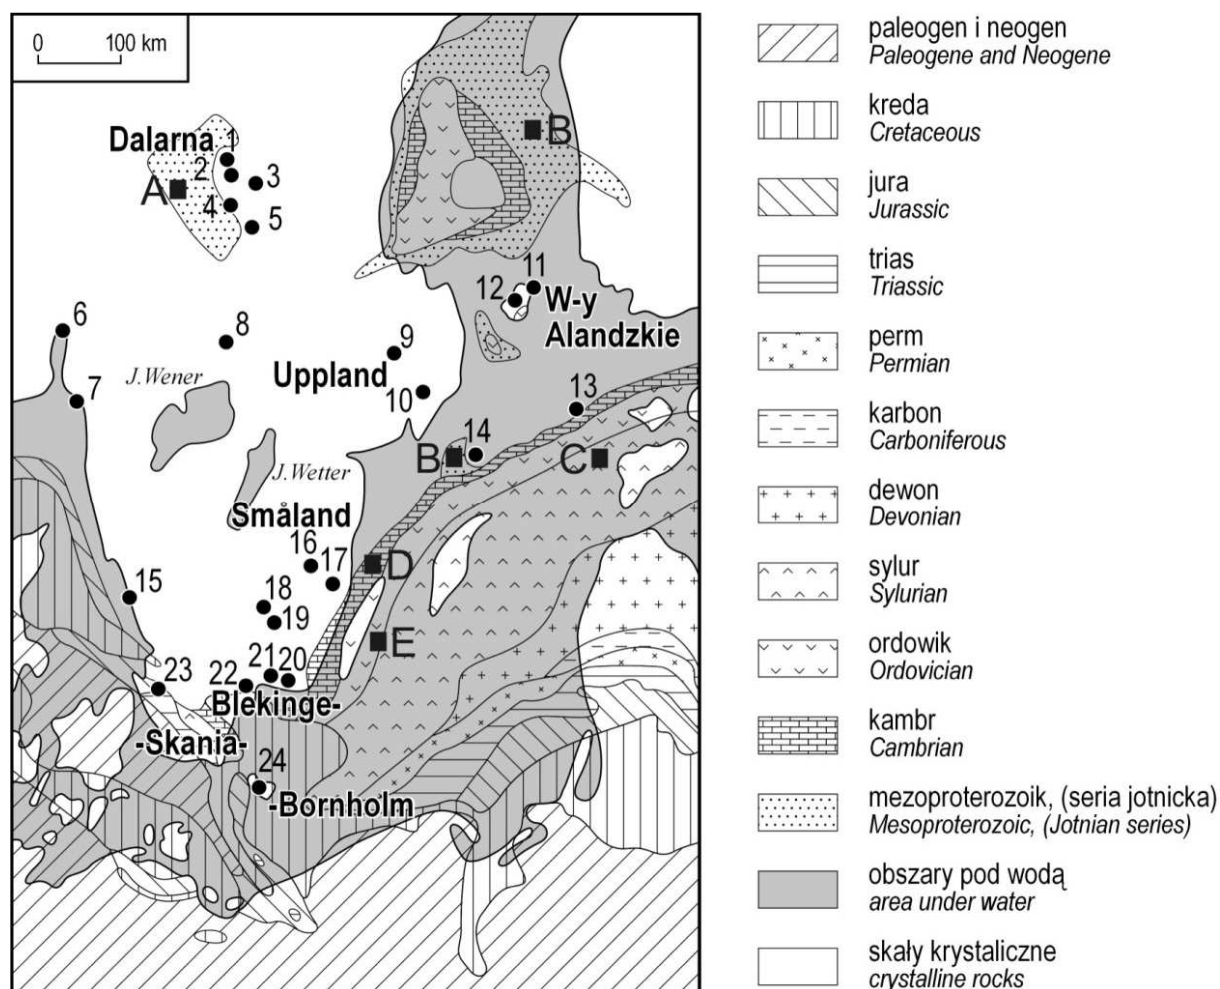 0 100 km
Dalarna 1
2
3
A
4
5
B
6
7
8
J.Wener
9
Uppland
10
11
12
W-y
Alandzkie
13
14
B
C
J.Wetter
Småland
16
17
D
15
18
19
E
21
20
22
23
Blekinge-
-Skania-
24
-Bornholm
paleogen i neogen
Paleogene and Neogene
kreda
Cretaceous
jura
Jurassic
trias
Triassic
perm
Permian
karbon
Carboniferous
dewon
Devonian
sylur
Sylurian
ordowik
Ordovician
kambr
Cambrian
mezoproterozoik, (seria jotnicka)
Mesoproterozoic, (Jotnian series)
obszary pod wodą
area under water
skały krystaliczne
crystalline rocks